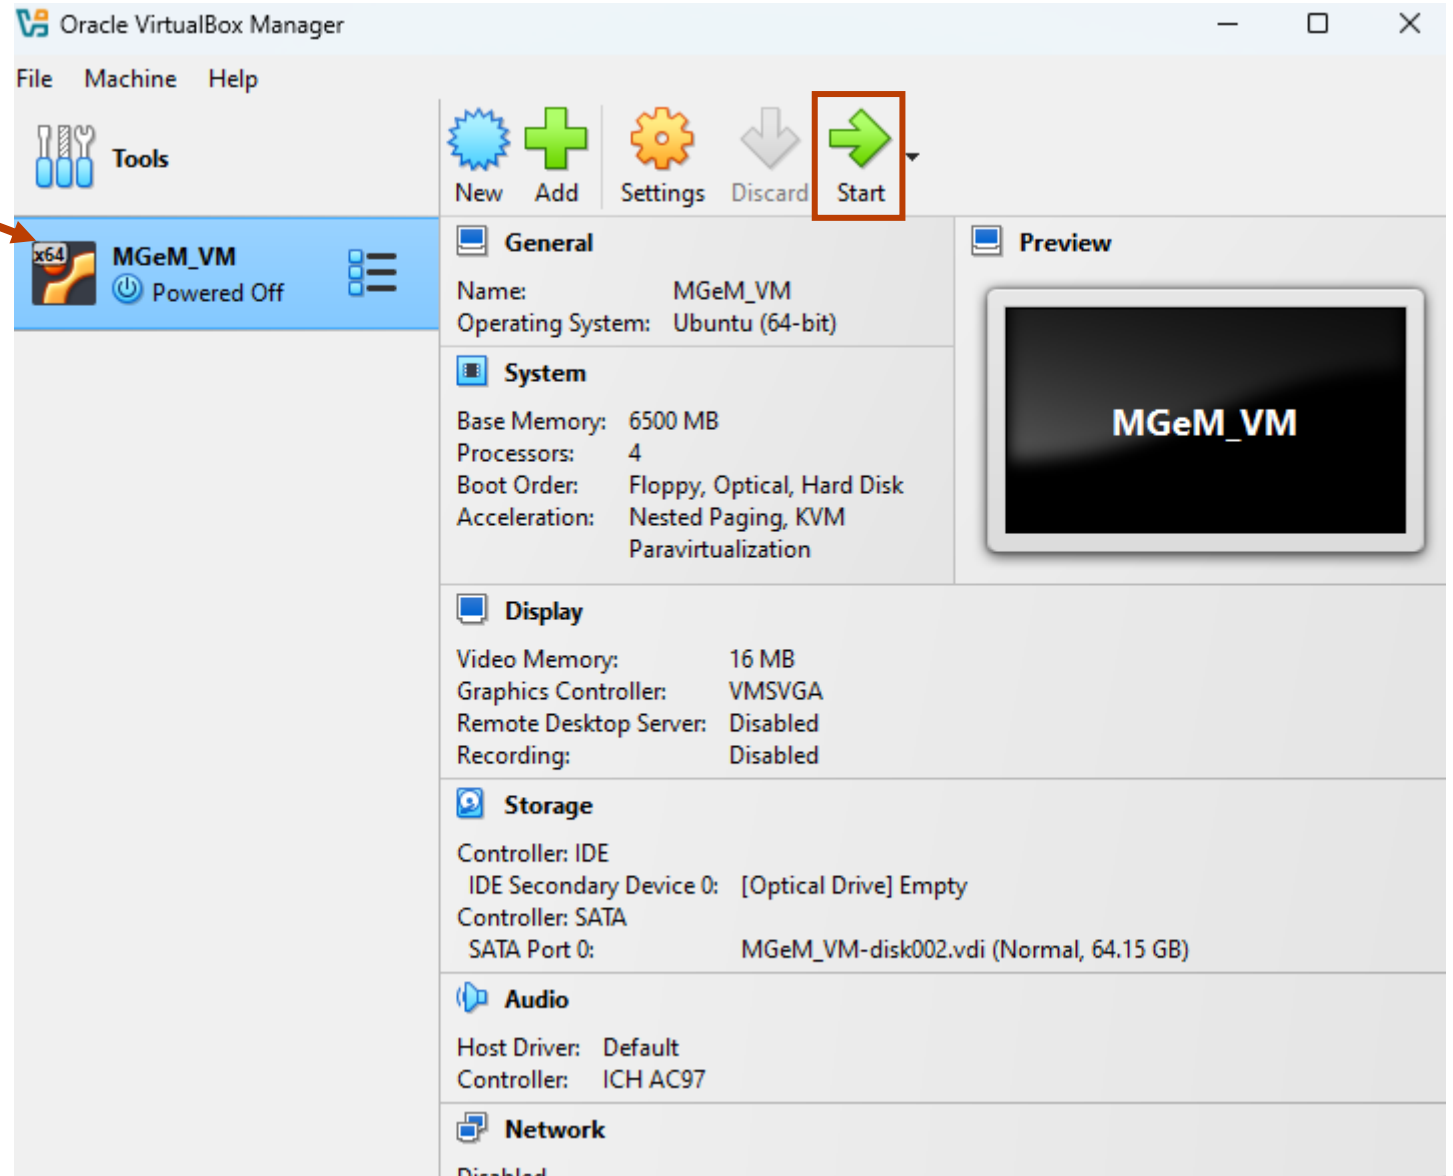 Oracle VirtualBox Manager
File Machine Help
Tools
New Add Settings Discard Start
x64
MGeM_VM
Powered Off
General
Name: MGeM_VM
Operating System: Ubuntu (64-bit)
Preview
MGeM_VM
System
Base Memory: 6500 MB
Processors: 4
Boot Order: Floppy, Optical, Hard Disk
Acceleration: Nested Paging, KVM
Paravirtualization
Display
Video Memory: 16 MB
Graphics Controller: VMSVGA
Remote Desktop Server: Disabled
Recording: Disabled
Storage
Controller: IDE
IDE Secondary Device 0: [Optical Drive] Empty
Controller: SATA
SATA Port 0: MGeM_VM-disk002.vdi (Normal, 64.15 GB)
Audio
Host Driver: Default
Controller: ICH AC97
Network
Disabled